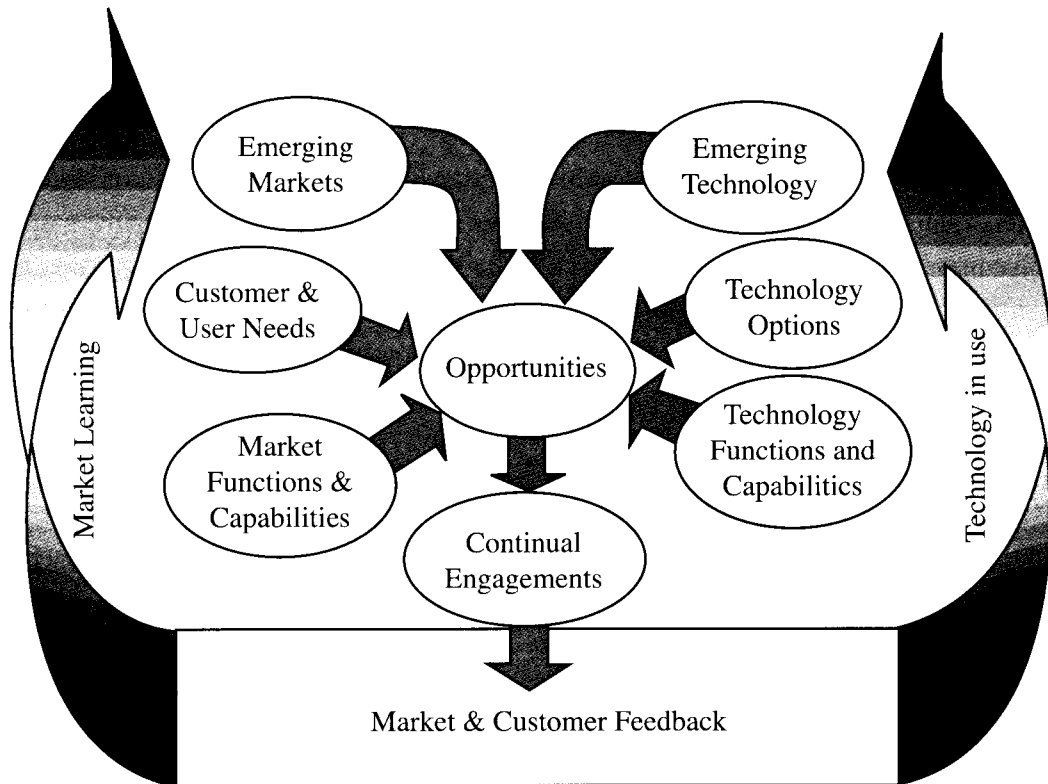 Emerging
Markets
Emerging
Technology
Customer &
User Needs
Technology
Options
Opportunities
Market
Functions &
Capabilities
Technology
Functions and
Capabilitics
Continual
Engagements
Market Learning
Technology in use
Market & Customer Feedback